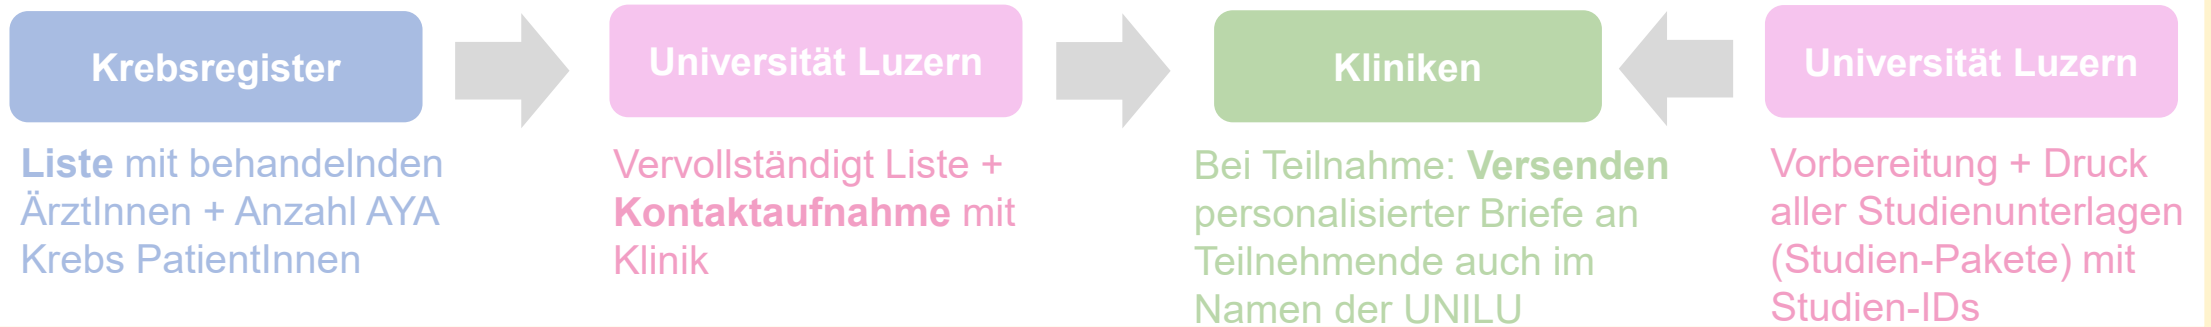 Krebsregister
Liste mit behandelnden
ÄrztInnen + Anzahl AYA
Krebs PatientInnen
Universität Luzern
Vervollständigt Liste +
Kontaktaufnahme mit
Klinik
Kliniken
Bei Teilnahme: Versenden
personalisierter Briefe an
Teilnehmende auch im
Namen der UNILU
Universität Luzern
Vorbereitung + Druck
aller Studienunterlagen
(Studien-Pakete) mit
Studien-IDs